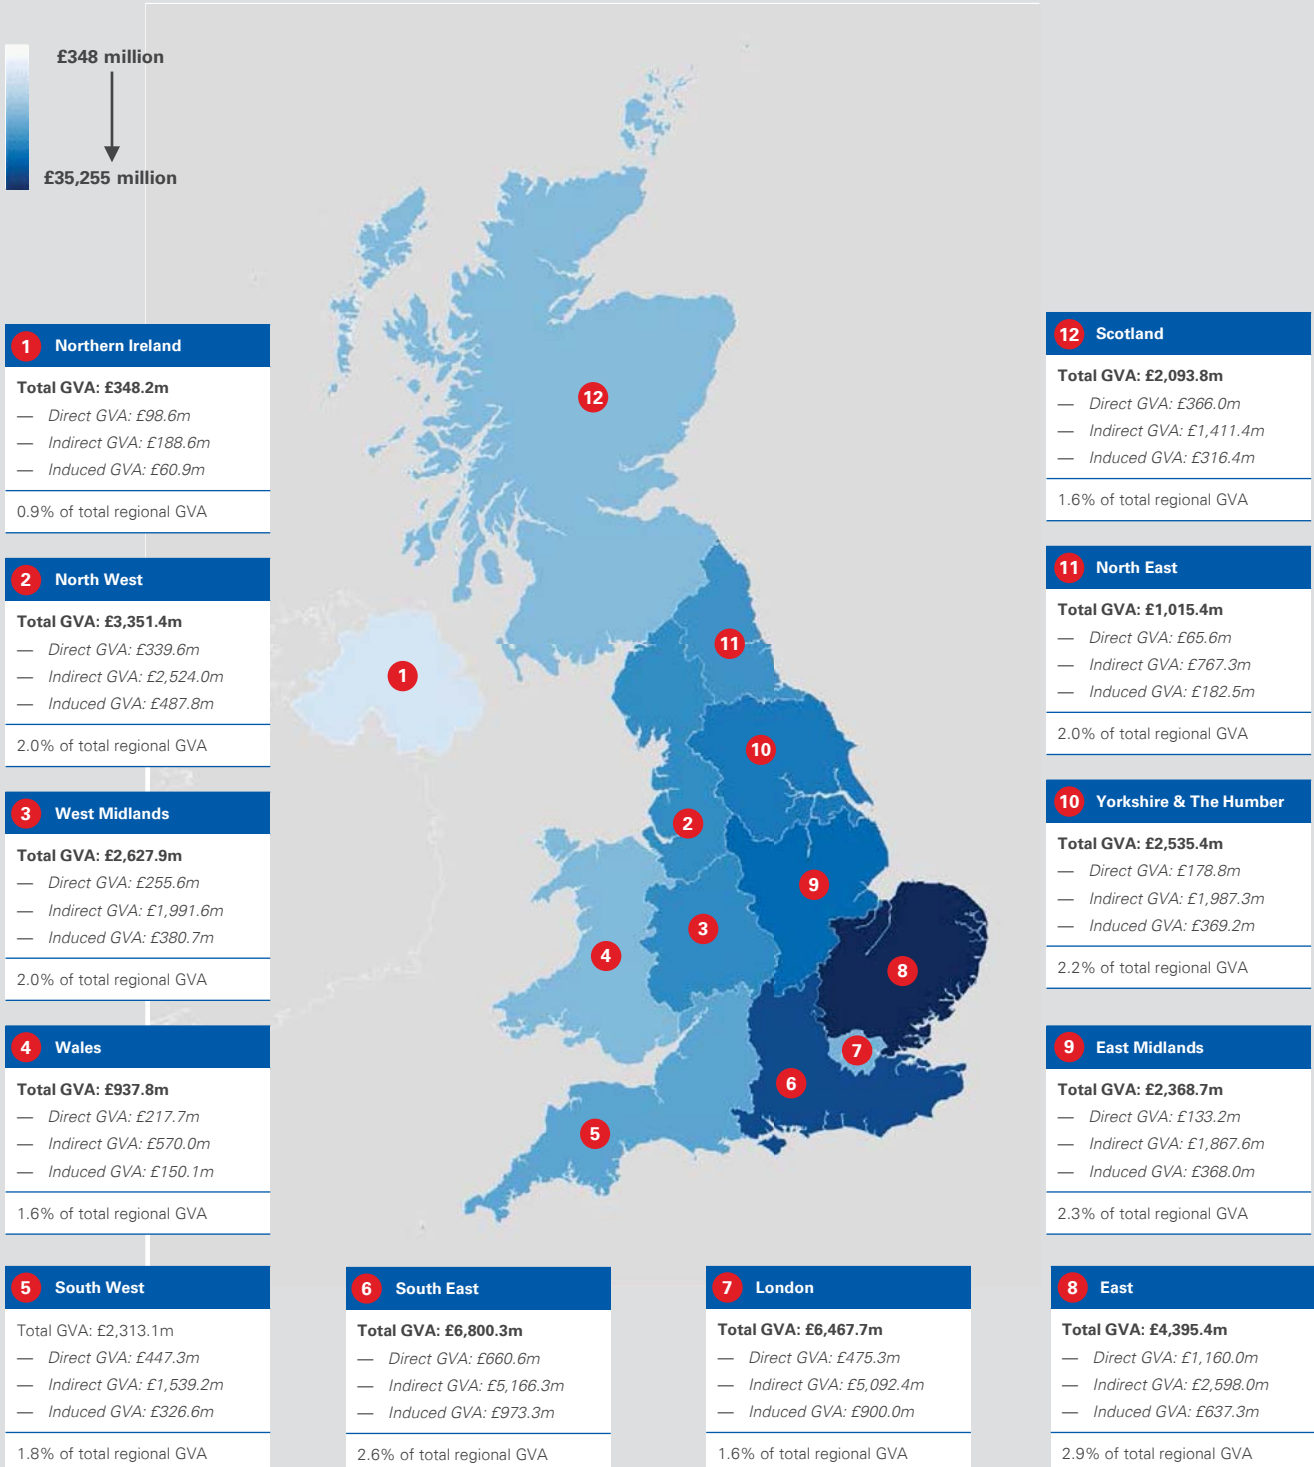 £348 million
£35,255 million
1 Northern Ireland
Total GVA: £348.2m
— Direct GVA: £98.6m
— Indirect GVA: £188.6m
— Induced GVA: £60.9m
0.9% of total regional GVA
2 North West
Total GVA: £3,351.4m
— Direct GVA: £339.6m
— Indirect GVA: £2,524.0m
— Induced GVA: £487.8m
2.0% of total regional GVA
3 West Midlands
Total GVA: £2,627.9m
— Direct GVA: £255.6m
— Indirect GVA: £1,991.6m
— Induced GVA: £380.7m
2.0% of total regional GVA
4 Wales
Total GVA: £937.8m
— Direct GVA: £217.7m
— Indirect GVA: £570.0m
— Induced GVA: £150.1m
1.6% of total regional GVA
5 South West
Total GVA: £2,313.1m
— Direct GVA: £447.3m
— Indirect GVA: £1,539.2m
— Induced GVA: £326.6m
1.8% of total regional GVA
6 South East
Total GVA: £6,800.3m
— Direct GVA: £660.6m
— Indirect GVA: £5,166.3m
— Induced GVA: £973.3m
2.6% of total regional GVA
7 London
Total GVA: £6,467.7m
— Direct GVA: £475.3m
— Indirect GVA: £5,092.4m
— Induced GVA: £900.0m
1.6% of total regional GVA
8 East
Total GVA: £4,395.4m
— Direct GVA: £1,160.0m
— Indirect GVA: £2,598.0m
— Induced GVA: £637.3m
2.9% of total regional GVA
12 Scotland
Total GVA: £2,093.8m
— Direct GVA: £366.0m
— Indirect GVA: £1,411.4m
— Induced GVA: £316.4m
1.6% of total regional GVA
11 North East
Total GVA: £1,015.4m
— Direct GVA: £65.6m
— Indirect GVA: £767.3m
— Induced GVA: £182.5m
2.0% of total regional GVA
10 Yorkshire & The Humber
Total GVA: £2,535.4m
— Direct GVA: £178.8m
— Indirect GVA: £1,987.3m
— Induced GVA: £369.2m
2.2% of total regional GVA
9 East Midlands
Total GVA: £2,368.7m
— Direct GVA: £133.2m
— Indirect GVA: £1,867.6m
— Induced GVA: £368.0m
2.3% of total regional GVA
12
11
1
10
2
9
3
4
8
7
6
5